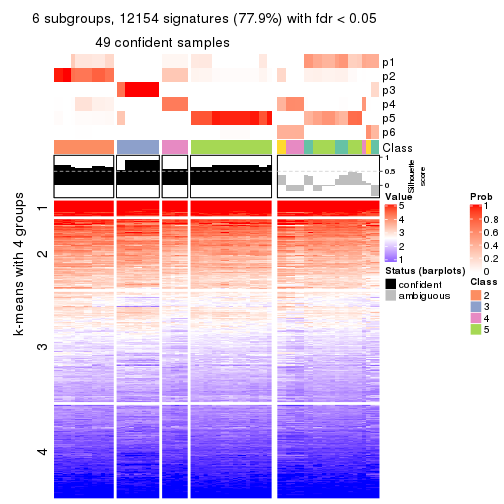 6 subgroups, 12154 signatures (77.9%) with fdr < 0.05
49 confident samples
p1
p2
p3
p4
p5
p6
Class
1
0.5
0
Silhouette
score
k-means with 4 groups
1
2
3
4
Value
5
4
3
2
1
Status (barplots)
confident
ambiguous
Prob
1
0.8
0.6
0.4
0.2
0
Class
2
3
4
5